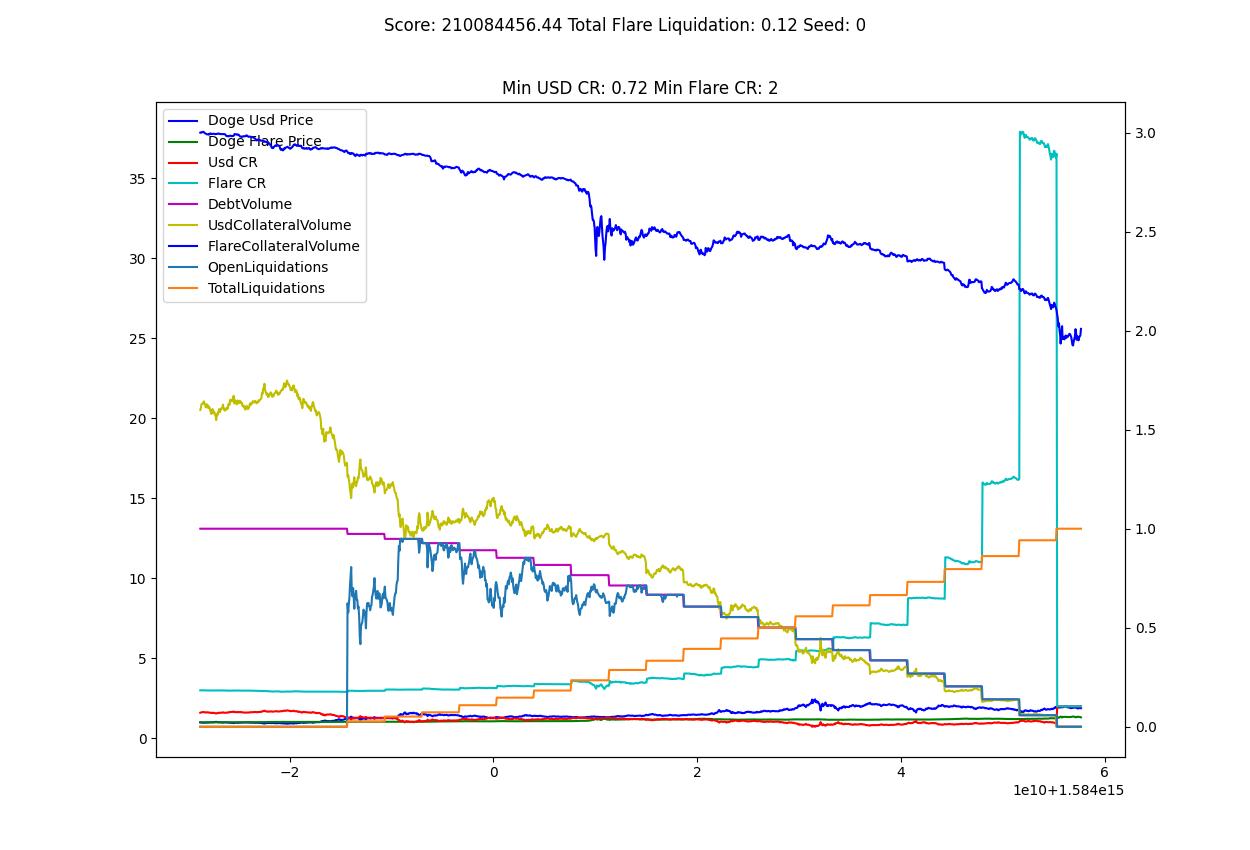 Score: 210084456.44 Total Flare Liquidation: 0.12 Seed: 0
Min USD CR: 0.72 Min Flare CR: 2
Doge Usd Price
Doge Flare Price
Usd CR
Flare CR
DebtVolume
UsdCollateralVolume
FlareCollateralVolume
OpenLiquidations
TotalLiquidations
35
30
25
20
15
10
5
0
3.0
2.5
2.0
1.5
1.0
0.5
0.0
−2
0
2
4
6
1e10+1.584e15